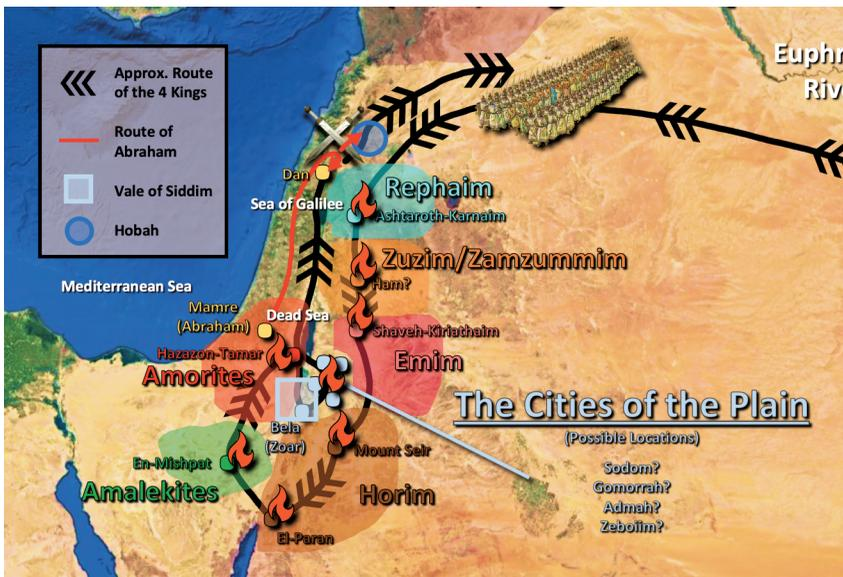 Approx. Route
of the 4 Kings
Route of
Abraham
Vale of Siddim
Hobah
Euphr
Riv
Dan
Rephaim
Sea of Galilee
Ashtaroth-Karnaim
Zuzim/Zamzummim
Ham?
Mediterranean Sea
Mamre
(Abraham)
Dead Sea
Shaveh-Kiriathaim
Hazazon-Tamar
Emim
Amorites
The Cities of the Plain
(Possible Locations)
Bela
(Zoar)
Mount Seir
En-Mishpat
Sodom?
Gomorrah?
Admah?
Zeboiim?
Amalekites
Horim
El-Paran